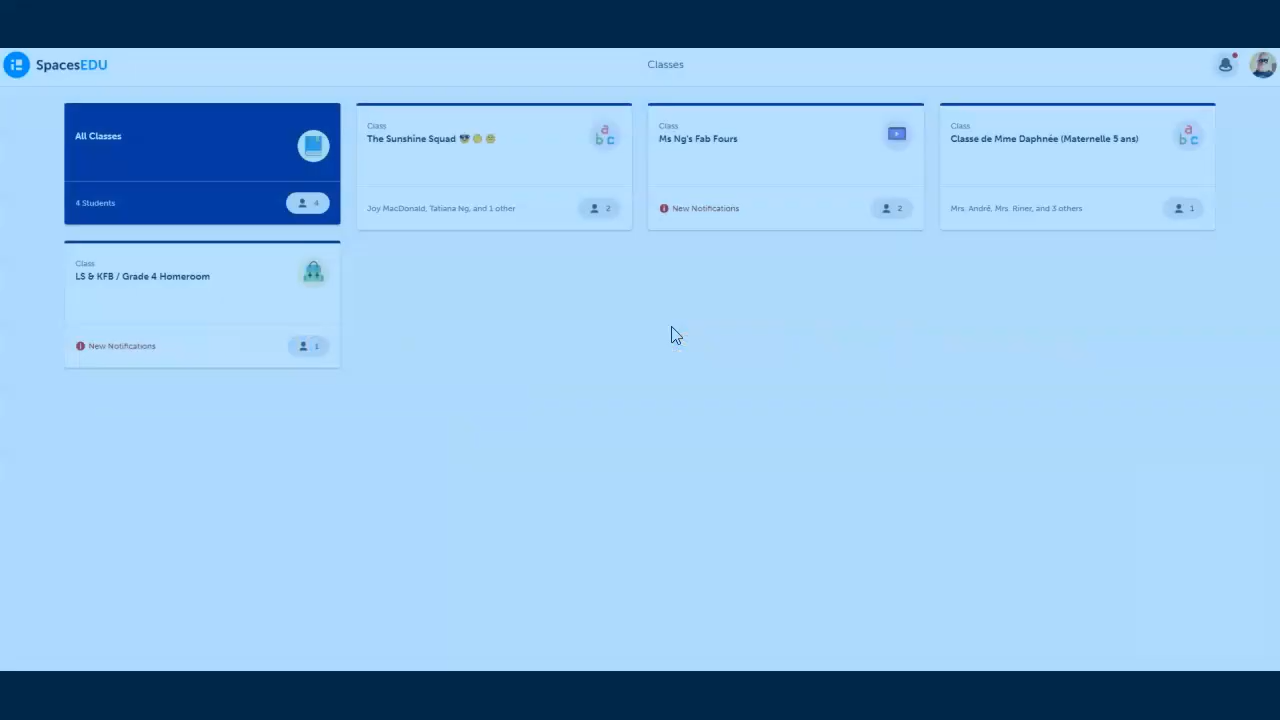 SpacesEDU
Classes
All Classes
4 Students
4
Class
The Sunshine Squad 😎 🙂 🤓
a
b c
Joy MacDonald, Tatiana Ng, and 1 other
2
Class
Ms Ng's Fab Fours
New Notifications
2
Class
Classe de Mme Daphnée (Maternelle 5 ans)
a
b c
Mrs. André, Mrs. Riner, and 3 others
1
Class
LS & KFB / Grade 4 Homeroom
New Notifications
1